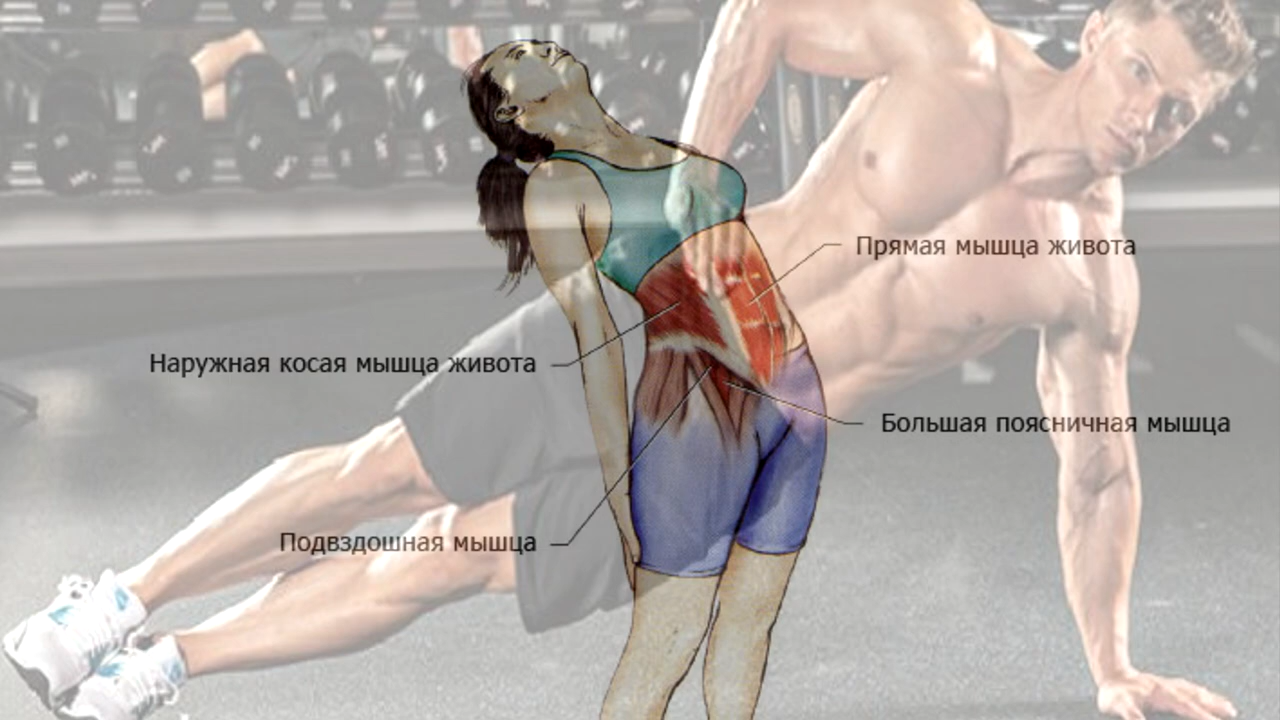 Прямая мышца живота
Наружная косая мышца живота
Большая поясничная мышца
Подвздошная мышца